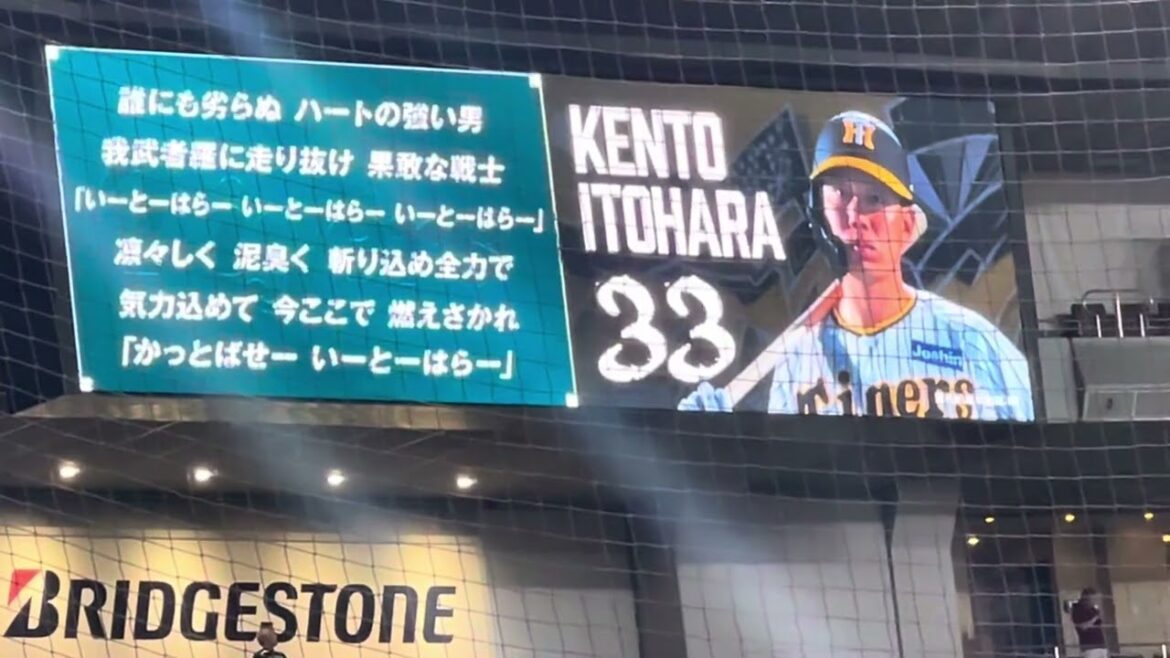 誰にも劣らぬ ハートの強い男
我武者羅に走り抜け 果敢な戦士
「いーとーはらー いーとーはらー いーとーはらー」
凛々しく 泥臭く 斬り込め全力で
気力込めて 今ここで 燃えさかれ
「かっとばせー いーとーはらー」
KENTO
ITOHARA
33
Joshin
Tigers
BRIDGESTONE